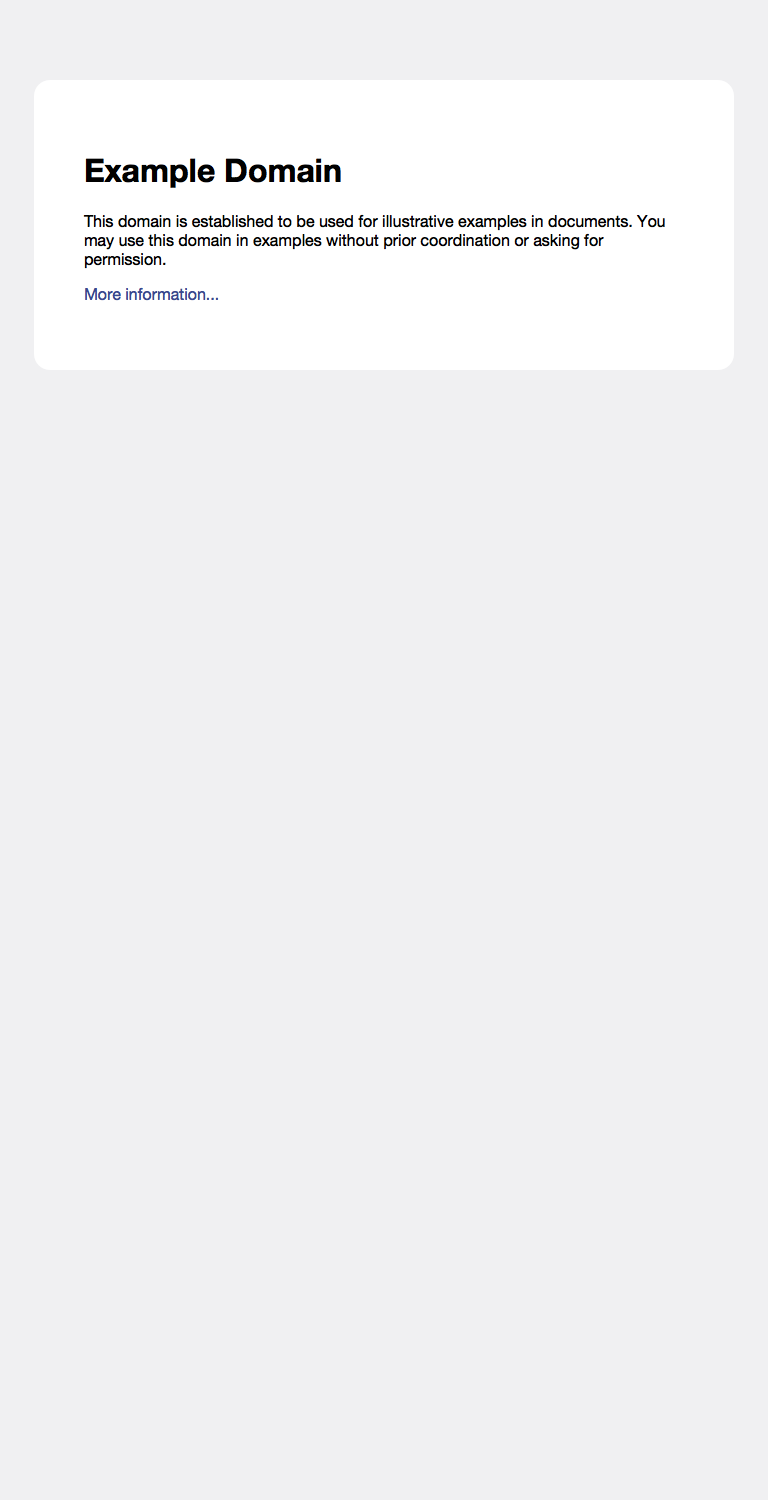 Example Domain
This domain is established to be used for illustrative examples in documents. You
may use this domain in examples without prior coordination or asking for
permission.
More information...